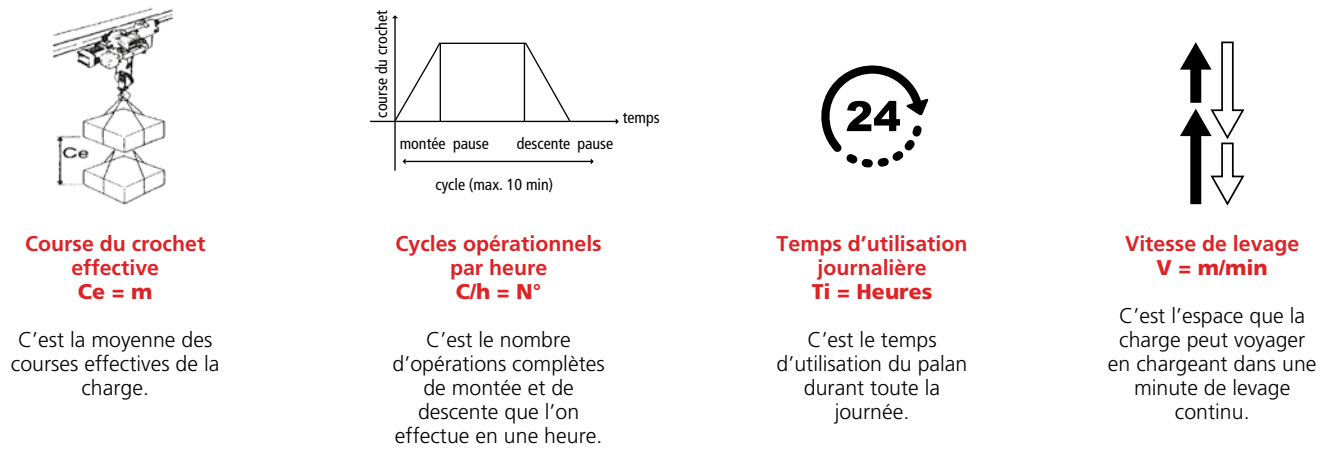 Ce
course du crochet
temps
montée pause descente pause
cycle (max. 10 min)
24
Course du crochet
effective
Ce = m
C’est la moyenne des
courses effectives de la
charge.
Cycles opérationnels
par heure
C/h = N°
C’est le nombre
d’opérations complètes
de montée et de
descente que l’on
effectue en une heure.
Temps d’utilisation
journalière
Ti = Heures
C’est le temps
d’utilisation du palan
durant toute la
journée.
Vitesse de levage
V = m/min
C’est l’espace que la
charge peut voyager
en chargeant dans une
minute de levage
continu.